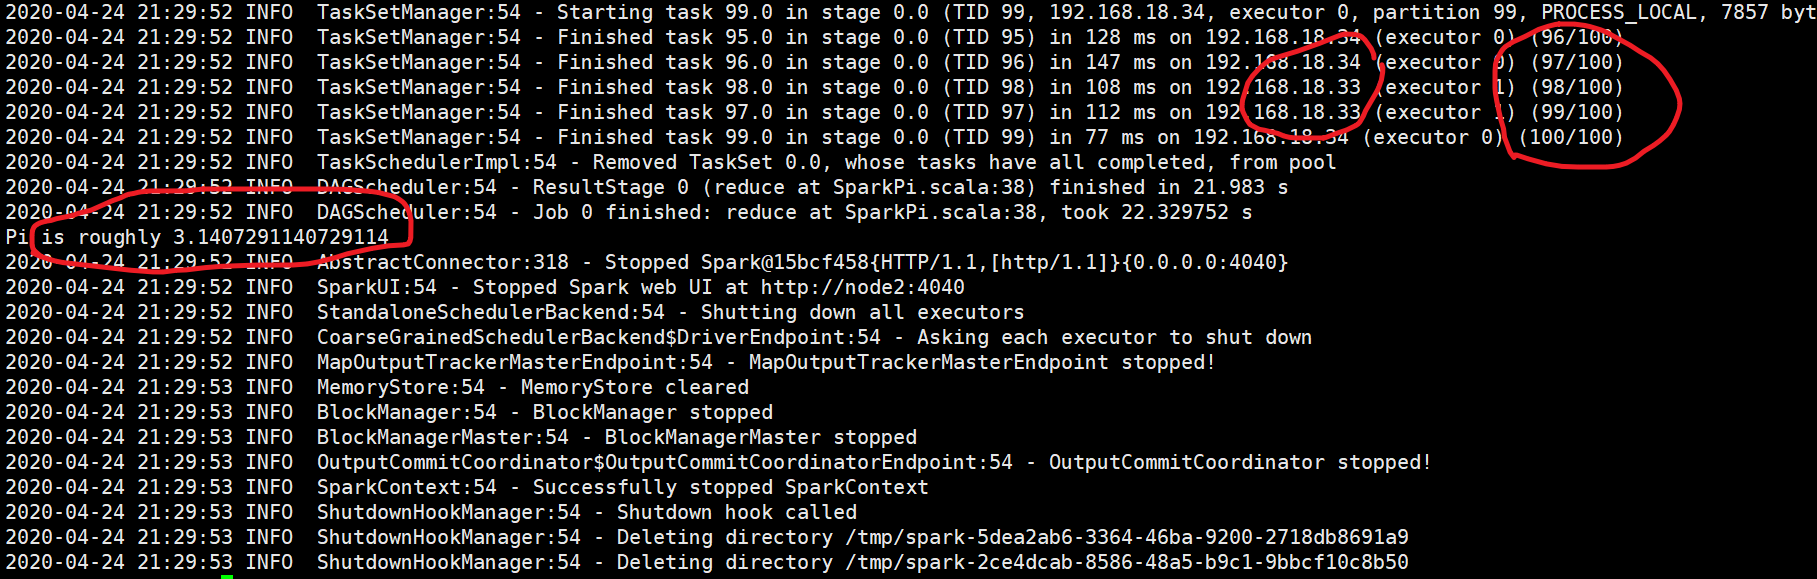 2020-04-24 21:29:52 INFO  TaskSetManager:54 - Starting task 99.0 in stage 0.0 (TID 99, 192.168.18.34, executor 0, partition 99, PROCESS_LOCAL, 7857 byt
2020-04-24 21:29:52 INFO  TaskSetManager:54 - Finished task 95.0 in stage 0.0 (TID 95) in 128 ms on 192.168.18.34 (executor 0) (96/100)
2020-04-24 21:29:52 INFO  TaskSetManager:54 - Finished task 96.0 in stage 0.0 (TID 96) in 147 ms on 192.168.18.34 (executor 0) (97/100)
2020-04-24 21:29:52 INFO  TaskSetManager:54 - Finished task 98.0 in stage 0.0 (TID 98) in 108 ms on 192.168.18.33 (executor 1) (98/100)
2020-04-24 21:29:52 INFO  TaskSetManager:54 - Finished task 97.0 in stage 0.0 (TID 97) in 112 ms on 192.168.18.33 (executor 1) (99/100)
2020-04-24 21:29:52 INFO  TaskSetManager:54 - Finished task 99.0 in stage 0.0 (TID 99) in 77 ms on 192.168.18.34 (executor 0) (100/100)
2020-04-24 21:29:52 INFO  TaskSchedulerImpl:54 - Removed TaskSet 0.0, whose tasks have all completed, from pool
2020-04-24 21:29:52 INFO  DAGScheduler:54 - ResultStage 0 (reduce at SparkPi.scala:38) finished in 21.983 s
2020-04-24 21:29:52 INFO  DAGScheduler:54 - Job 0 finished: reduce at SparkPi.scala:38, took 22.329752 s
Pi is roughly 3.1407291140729114
2020-04-24 21:29:52 INFO  AbstractConnector:318 - Stopped Spark@15bcf458{HTTP/1.1,[http/1.1]}{0.0.0.0:4040}
2020-04-24 21:29:52 INFO  SparkUI:54 - Stopped Spark web UI at http://node2:4040
2020-04-24 21:29:52 INFO  StandaloneSchedulerBackend:54 - Shutting down all executors
2020-04-24 21:29:52 INFO  CoarseGrainedSchedulerBackend$DriverEndpoint:54 - Asking each executor to shut down
2020-04-24 21:29:52 INFO  MapOutputTrackerMasterEndpoint:54 - MapOutputTrackerMasterEndpoint stopped!
2020-04-24 21:29:53 INFO  MemoryStore:54 - MemoryStore cleared
2020-04-24 21:29:53 INFO  BlockManager:54 - BlockManager stopped
2020-04-24 21:29:53 INFO  BlockManagerMaster:54 - BlockManagerMaster stopped
2020-04-24 21:29:53 INFO  OutputCommitCoordinator$OutputCommitCoordinatorEndpoint:54 - OutputCommitCoordinator stopped!
2020-04-24 21:29:53 INFO  SparkContext:54 - Successfully stopped SparkContext
2020-04-24 21:29:53 INFO  ShutdownHookManager:54 - Shutdown hook called
2020-04-24 21:29:53 INFO  ShutdownHookManager:54 - Deleting directory /tmp/spark-5dea2ab6-3364-46ba-9200-2718db8691a9
2020-04-24 21:29:53 INFO  ShutdownHookManager:54 - Deleting directory /tmp/spark-2ce4dcab-8586-48a5-b9c1-9bbcf10c8b50